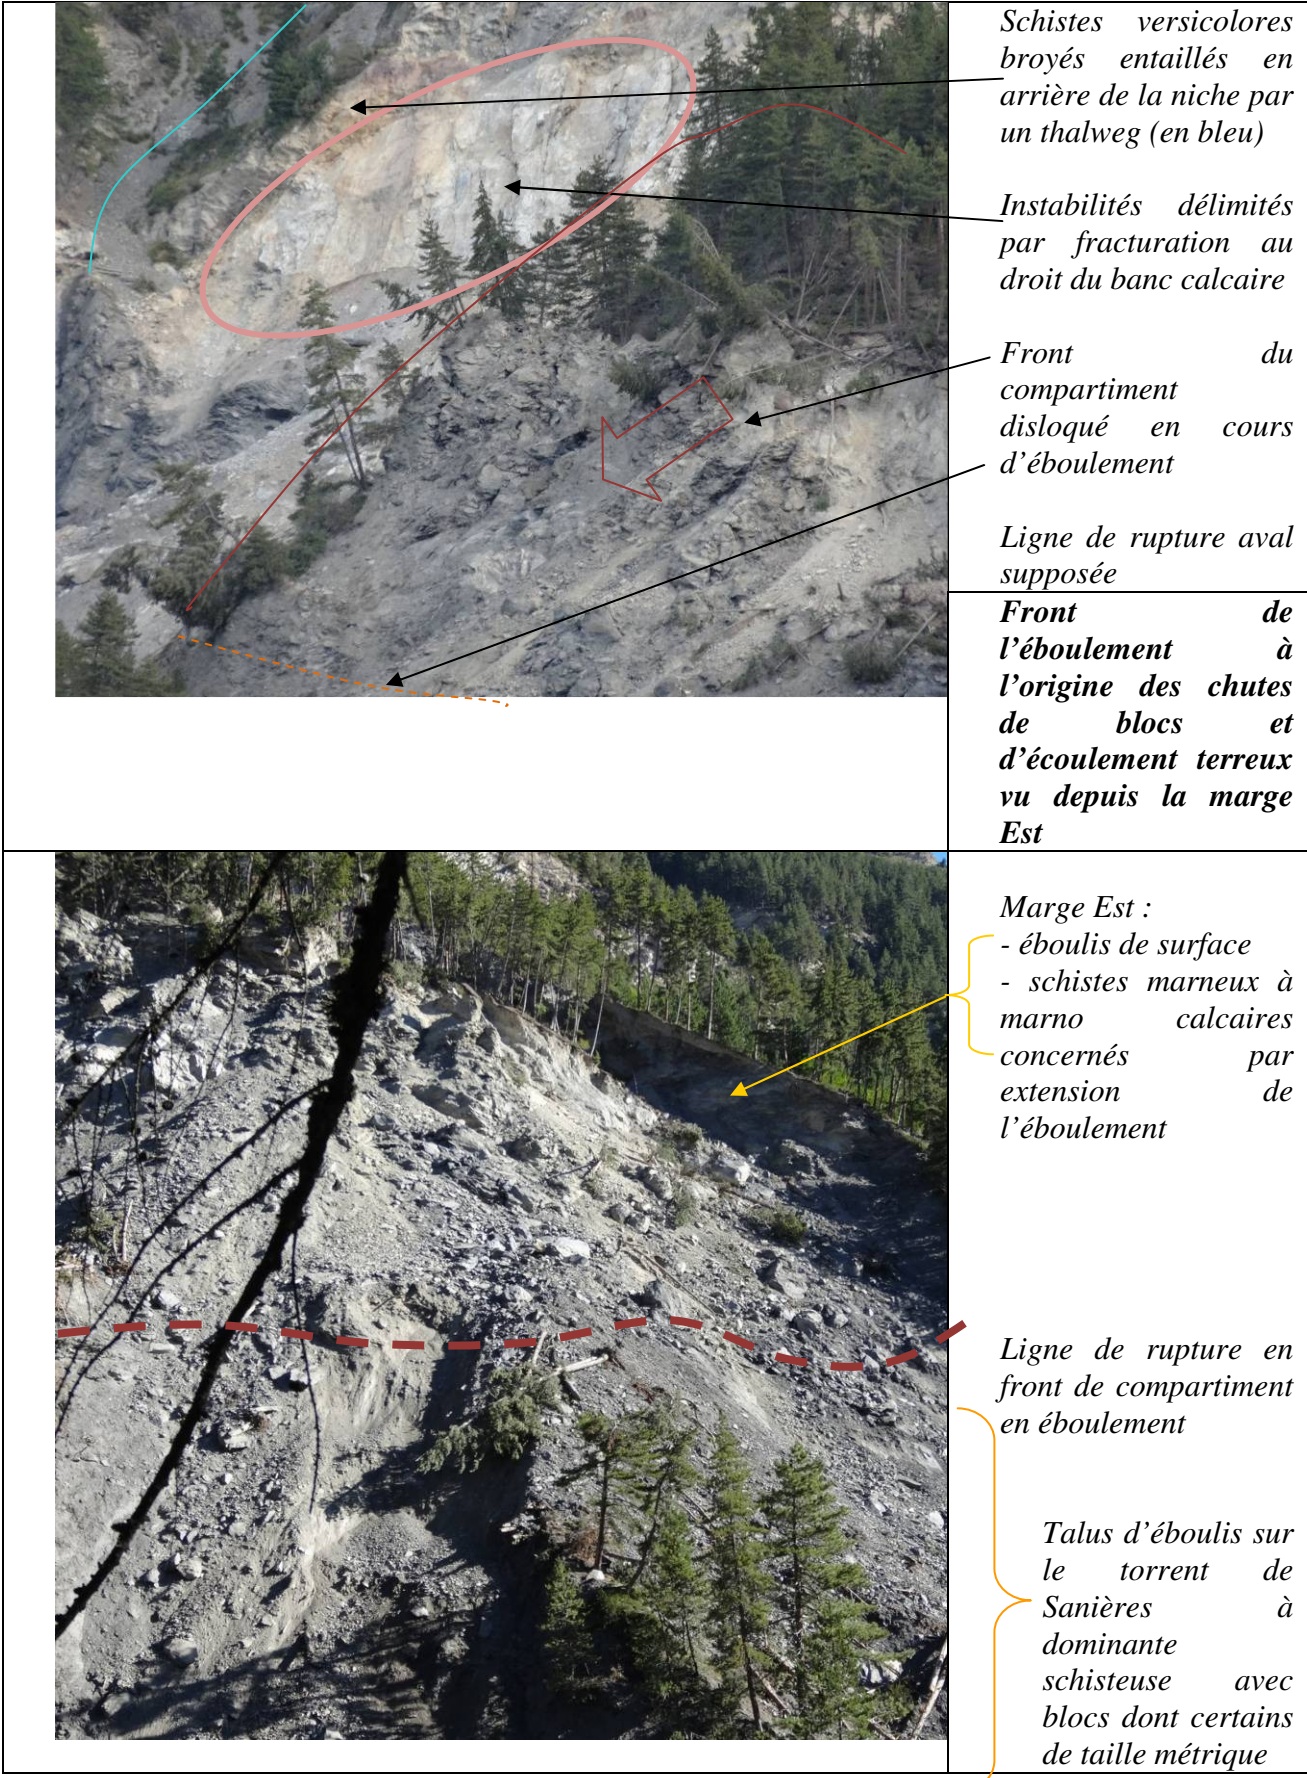 Schistes versicolores
broyés entaillés en
arrière de la niche par
un thalweg (en bleu)
Instabilités délimités
par fracturation au
droit du banc calcaire
Front du
compartiment
disloqué en cours
d’éboulement
Ligne de rupture aval
supposée
Front de
l’éboulement à
l’origine des chutes
de blocs et
d’écoulement terreux
vu depuis la marge
Est
Marge Est :
- éboulis de surface
- schistes marneux à
marno calcaires
concernés par
extension de
l’éboulement
Ligne de rupture en
front de compartiment
en éboulement
Talus d’éboulis sur
le torrent de
Sanières à
dominante
schisteuse avec
blocs dont certains
de taille métrique